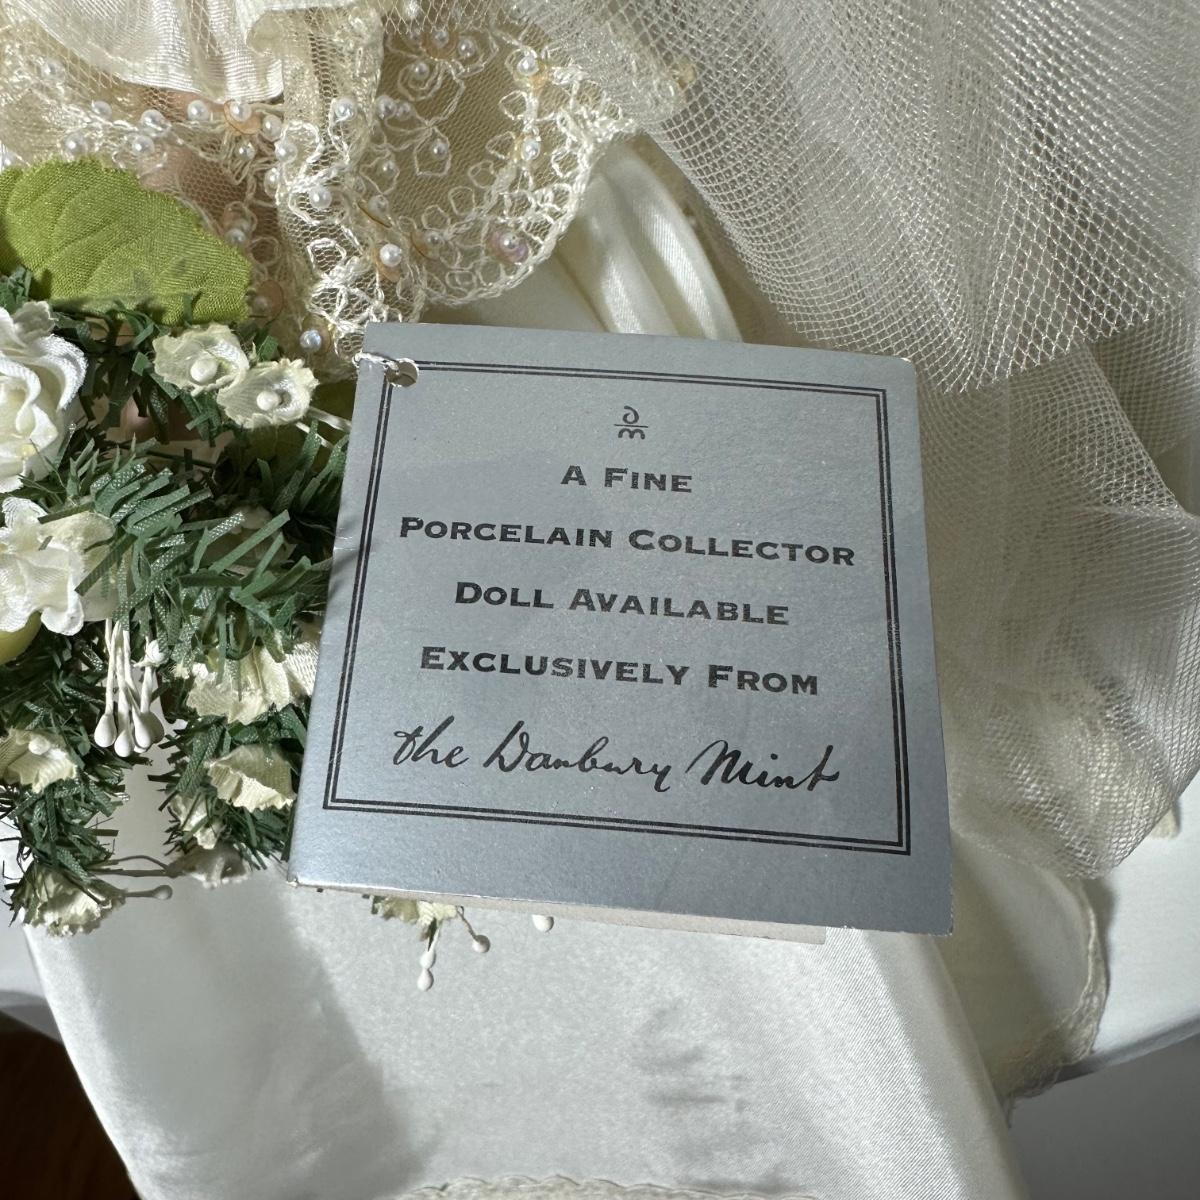 dm
A FINE
PORCELAIN COLLECTOR
DOLL AVAILABLE
EXCLUSIVELY FROM
the Danbury Mint